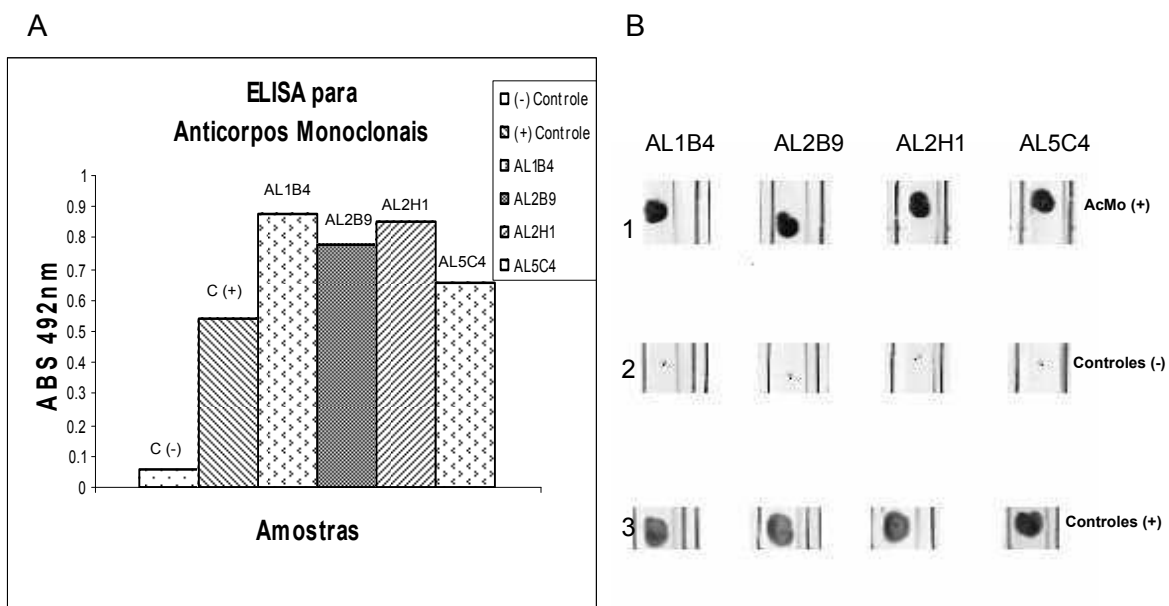 A
ELISA para
Anticorpos Monoclonais
(-) Controle
(+) Controle
AL1B4
AL2B9
AL2H1
AL5C4
ABS 492nm
1
0.9
0.8
0.7
0.6
0.5
0.4
0.3
0.2
0.1
0
C (-)
C (+)
AL1B4
AL2B9
AL2H1
AL5C4
Amostras
B
AL1B4 AL2B9 AL2H1 AL5C4
1 AcMo (+)
2 Controles (-)
3 Controles (+)